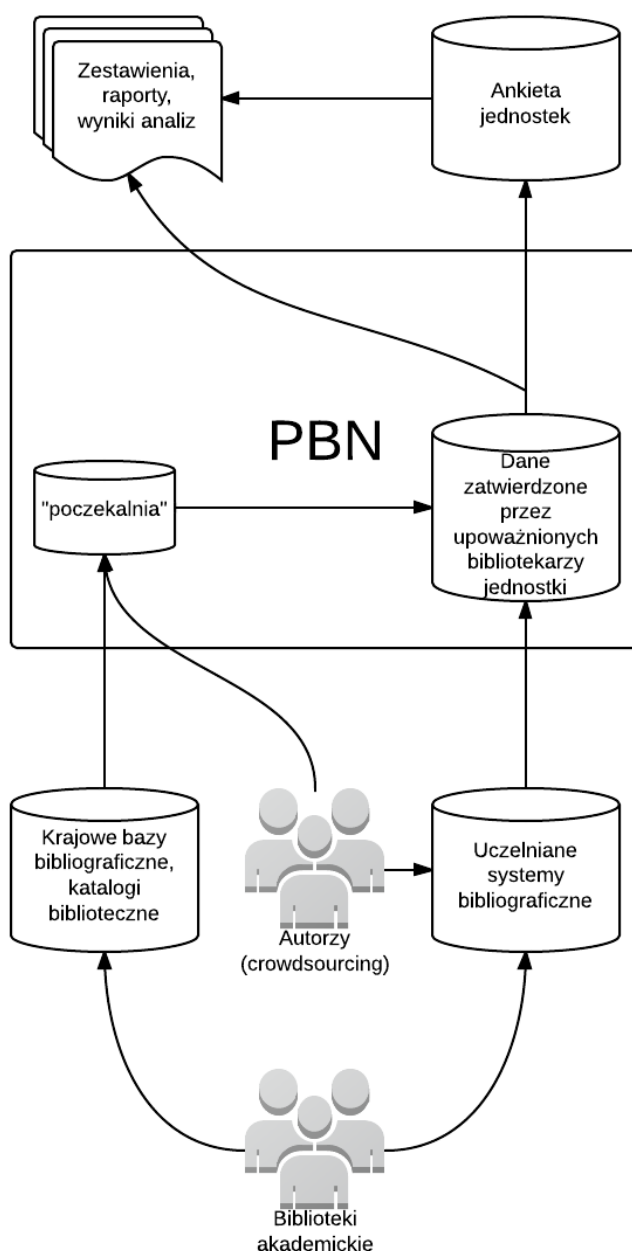 Zestawienia,
raporty,
wyniki analiz
Ankieta
jednostek
PBN
"poczekalnia"
Dane
zatwierdzone
przez
upoważnionych
bibliotekarzy
jednostki
Krajowe bazy
bibliograficzne,
katalogi
biblioteczne
Autorzy
(crowdsourcing)
Uczelniane
systemy
bibliograficzne
Biblioteki
akademickie